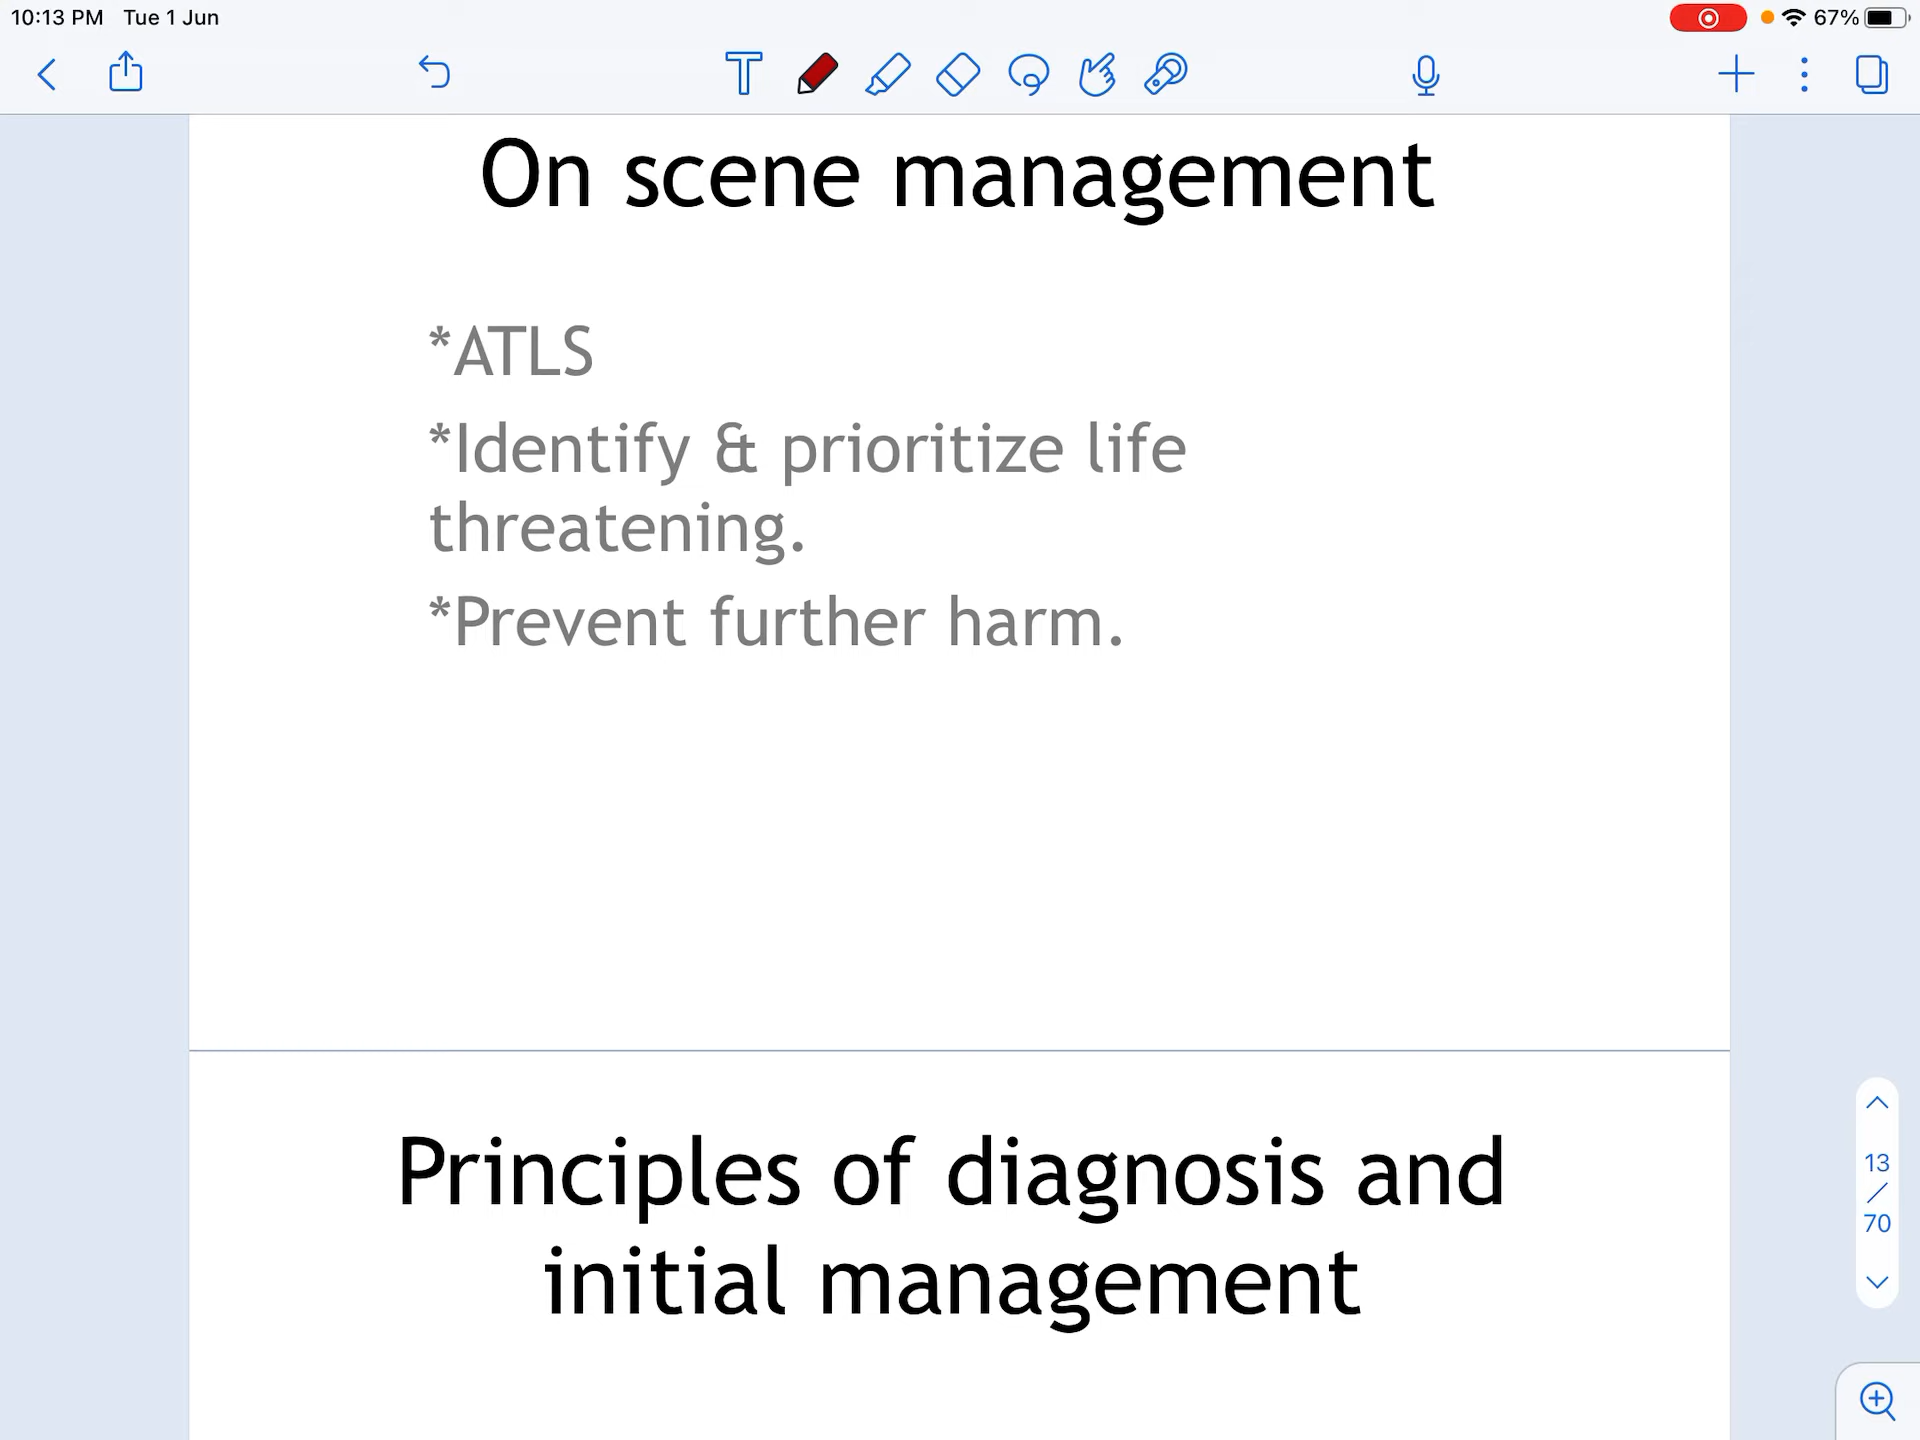 10:13 PM Tue 1 Jun
67%
On scene management
*ATLS
*Identify & prioritize life
threatening.
*Prevent further harm.
Principles of diagnosis and
initial management
13
/
70